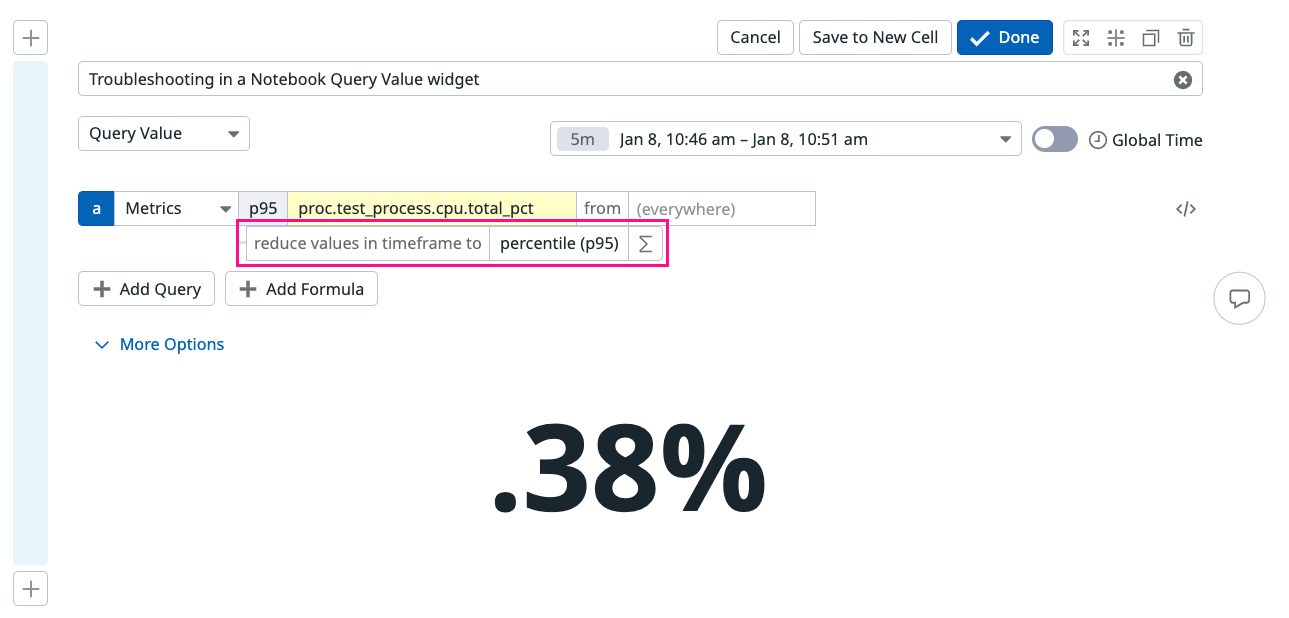 Cancel Save to New Cell Done
Troubleshooting in a Notebook Query Value widget
Query Value 5m Jan 8, 10:46 am – Jan 8, 10:51 am Global Time
a Metrics p95 proc.test_process.cpu.total_pct from (everywhere) </>
reduce values in timeframe to percentile (p95) Σ
Add Query Add Formula
More Options
.38%